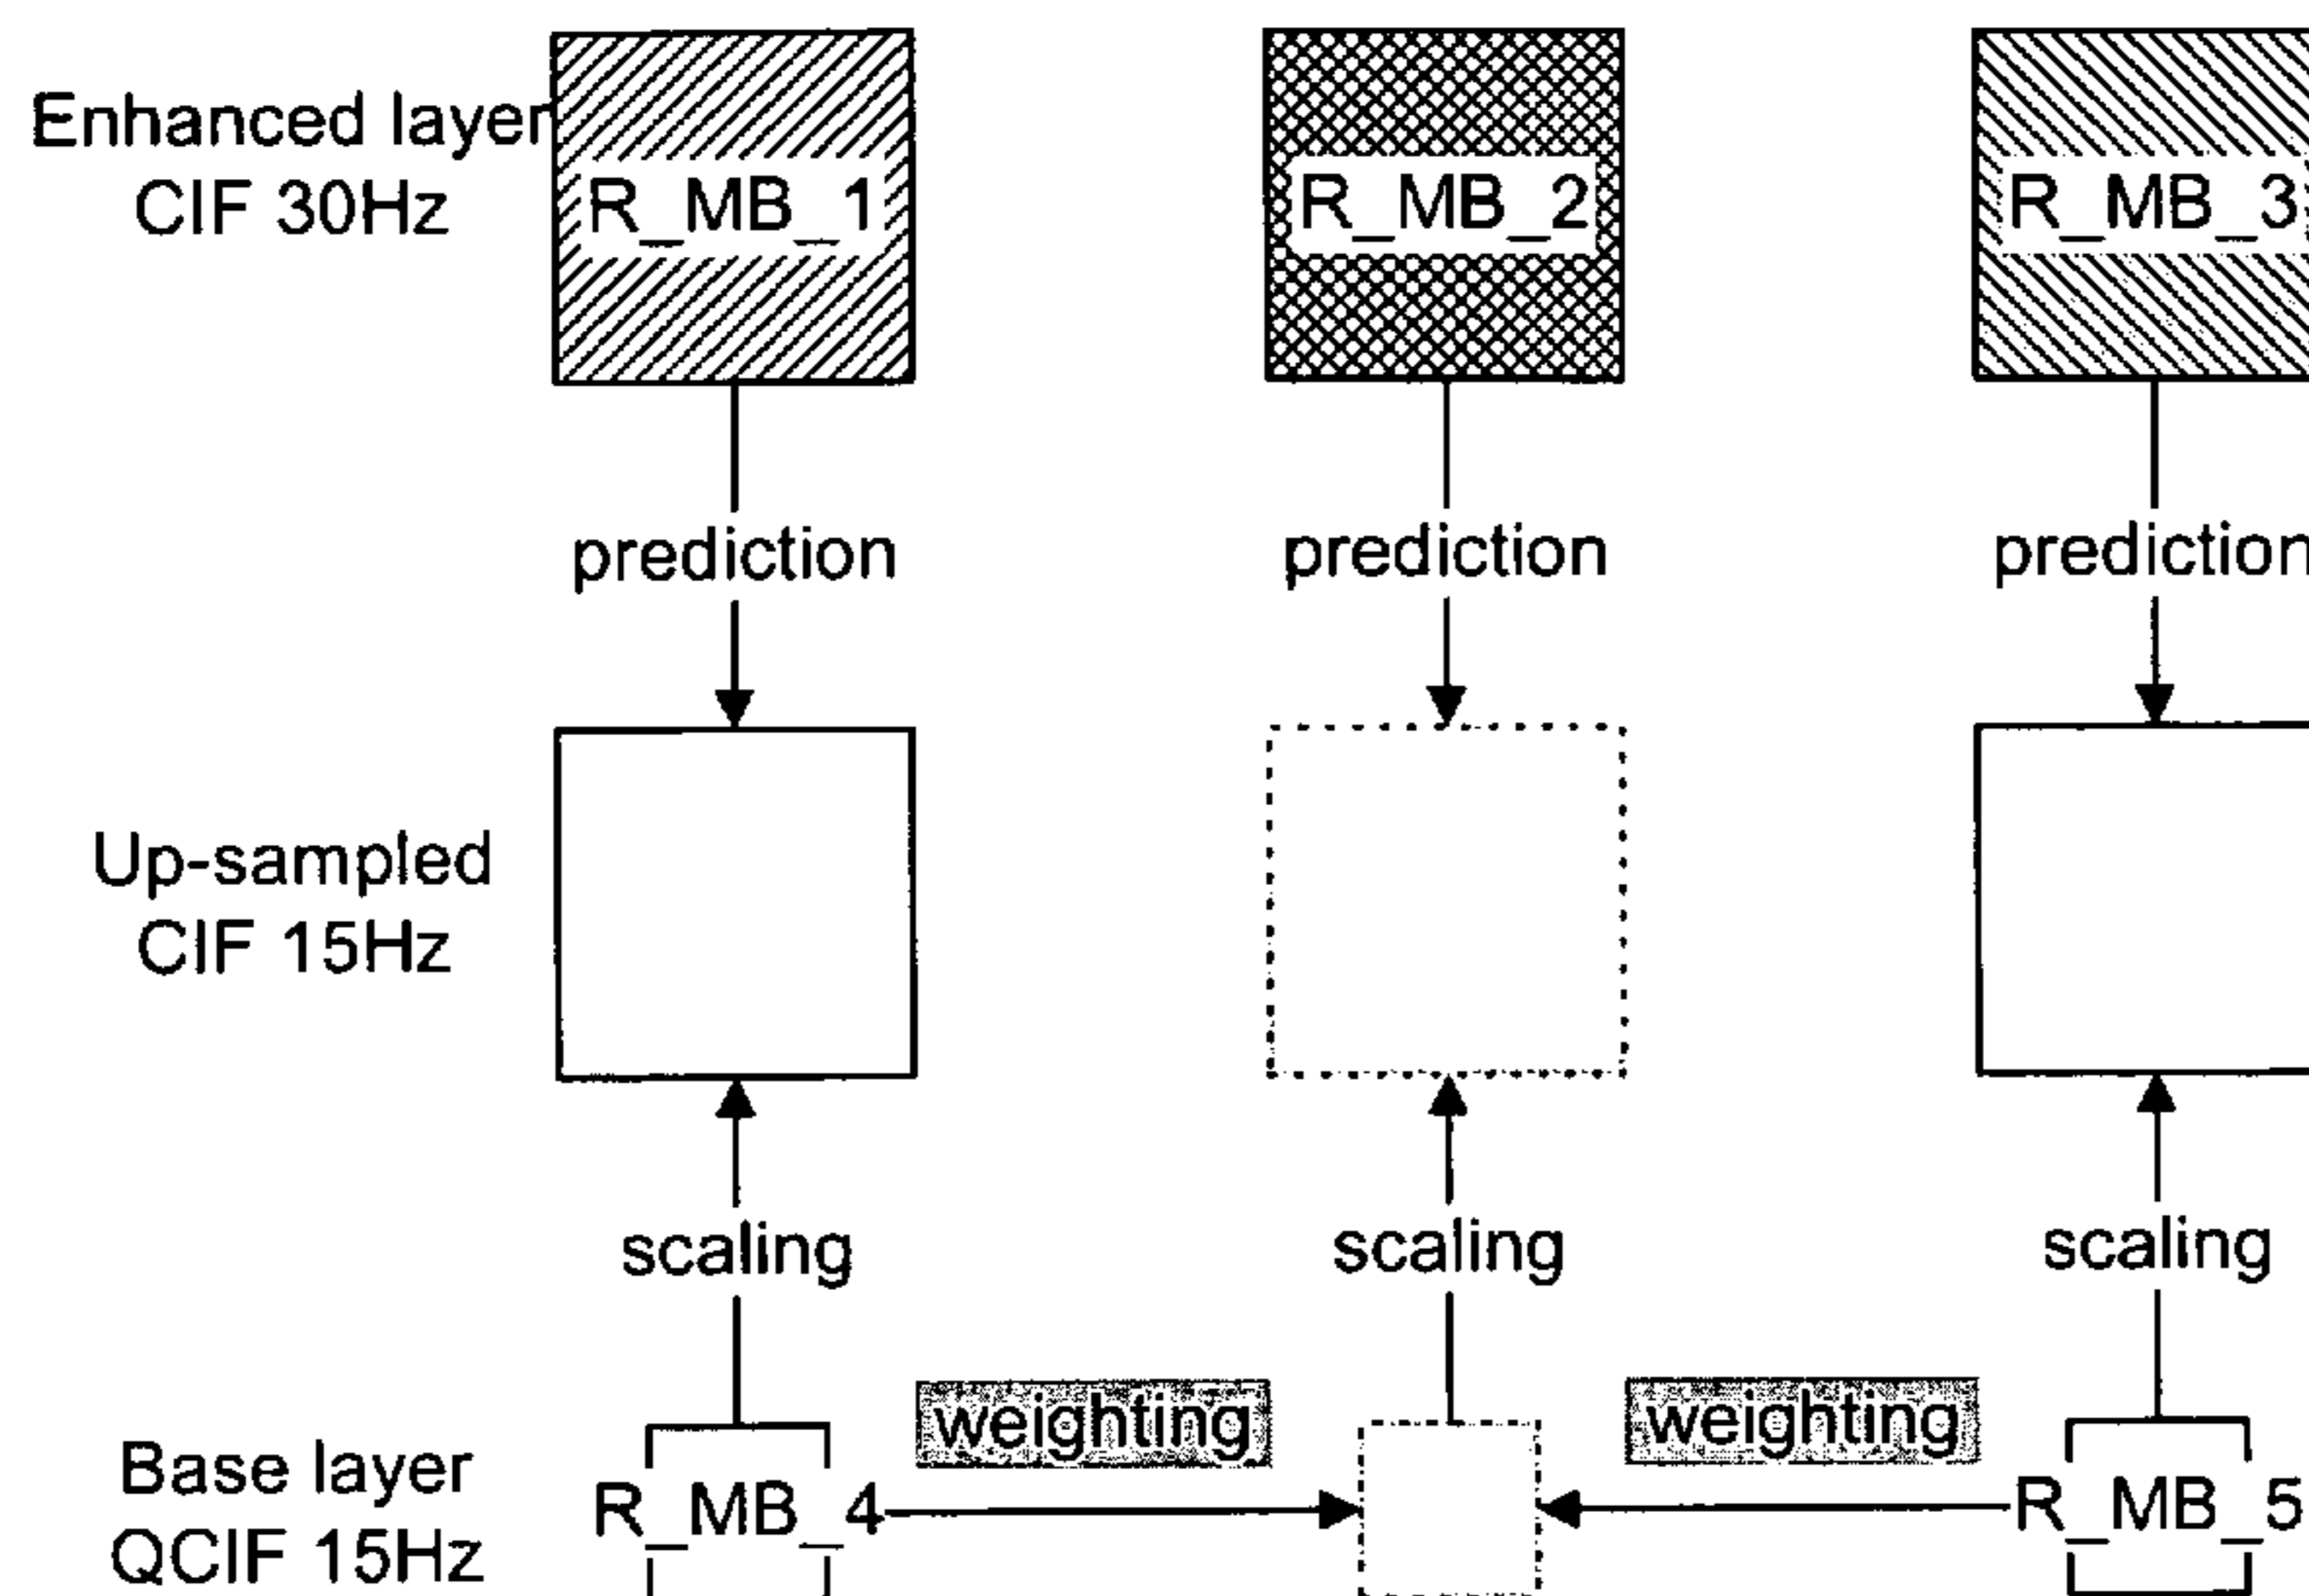 Enhanced layer
CIF 30Hz
R_MB_1
R_MB_2
R_MB_3
prediction
prediction
prediction
Up-sampled
CIF 15Hz
scaling
scaling
scaling
weighting
weighting
Base layer
QCIF 15Hz
R_MB_4
R_MB_5